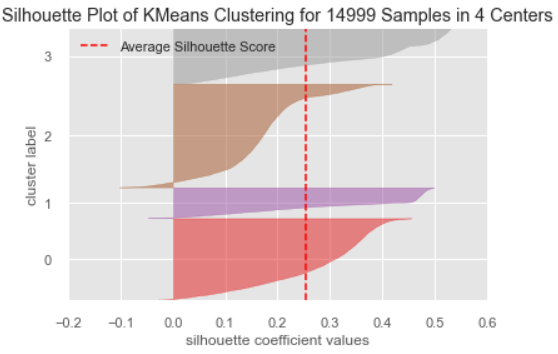 Silhouette Plot of KMeans Clustering for 14999 Samples in 4 Centers
Average Silhouette Score
cluster label
3
2
1
0
−0.2 −0.1 0.0 0.1 0.2 0.3 0.4 0.5 0.6
silhouette coefficient values